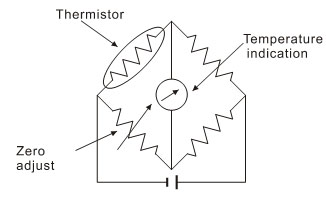 Thermistor
Temperature
indication
Zero
adjust